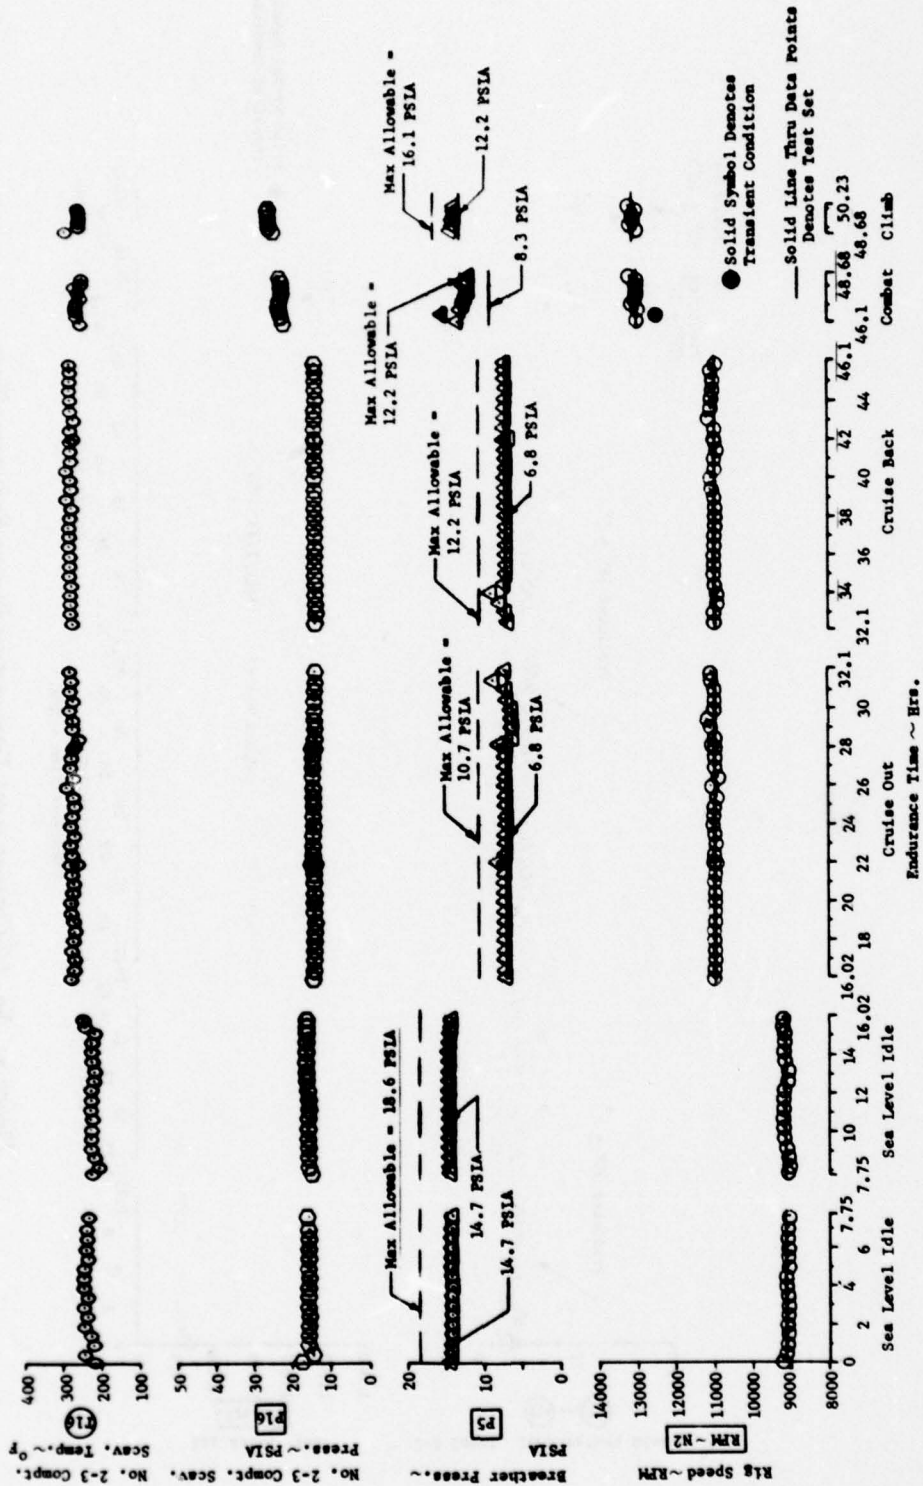 No. 2-3 Compt.
Scav. Temp. ~ °F
T16
400
300
200
100
No. 2-3 Compt. Scav.
Press. ~ PSIA
P16
50
25
0
Breather Press. ~
PSIA
P5
20
10
0
Max Allowable = 18.6 PSIA
14.7 PSIA
14.7 PSIA
Max Allowable =
10.7 PSIA
6.8 PSIA
Max Allowable =
12.2 PSIA
6.8 PSIA
Max Allowable =
12.2 PSIA
8.3 PSIA
Max Allowable =
16.1 PSIA
12.2 PSIA
Rig Speed ~ RPM
RPM ~ N2
14000
13000
12000
11000
10000
9000
8000
Solid Symbol Denotes
Transient Condition
Solid Line Thru Data Points
Denotes Test Set
0 2 4 6 7.75
7.75 10 12 14 16.02
16.02 18 20 22 24 26 28 30 32.1
32.1 34 36 38 40 42 44 46.1
46.1 48.68
48.68 50.23
Sea Level Idle
Sea Level Idle
Cruise Out
Cruise Back
Combat
Climb
Endurance Time ~ Hrs.